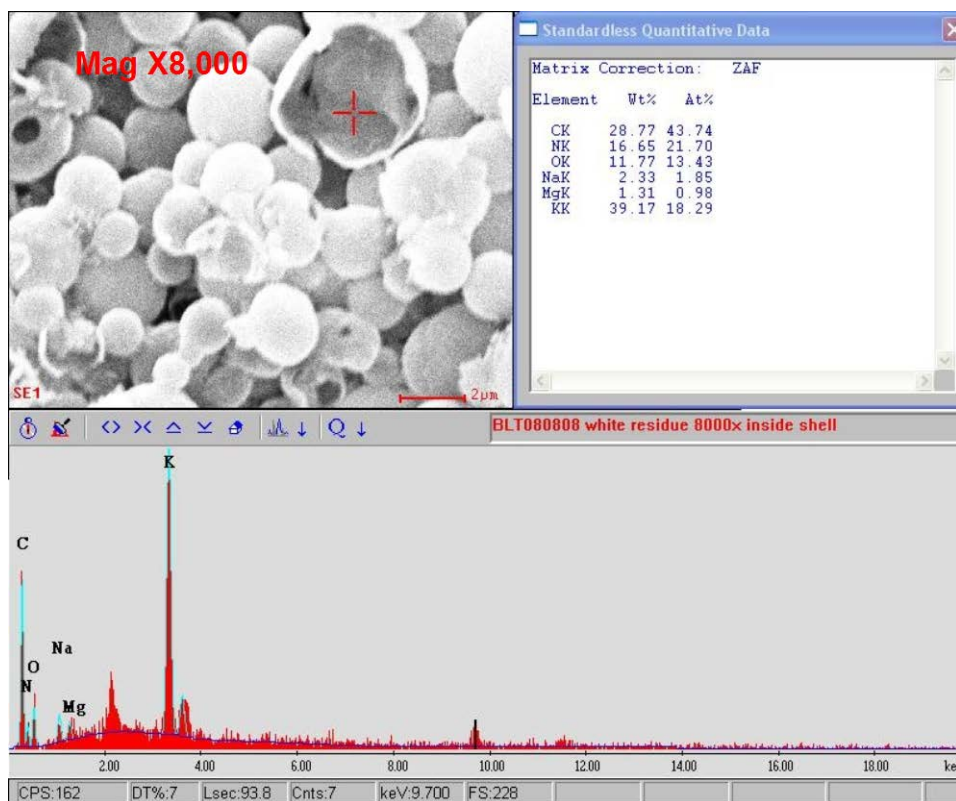 Mag X8,000
SE1
2µm
Standardless Quantitative Data
Matrix Correction: ZAF
Element Wt% At%
CK 28.77 43.74
NK 16.65 21.70
OK 11.77 13.43
NaK 2.33 1.85
MgK 1.31 0.98
KK 39.17 18.29
Q
BLT080808 white residue 8000x inside shell
K
C
Na
O
N
Mg
2.00 4.00 6.00 8.00 10.00 12.00 14.00 16.00 18.00 ke
CPS:162 DT%:7 Lsec:93.8 Cnts:7 keV:9.700 FS:228